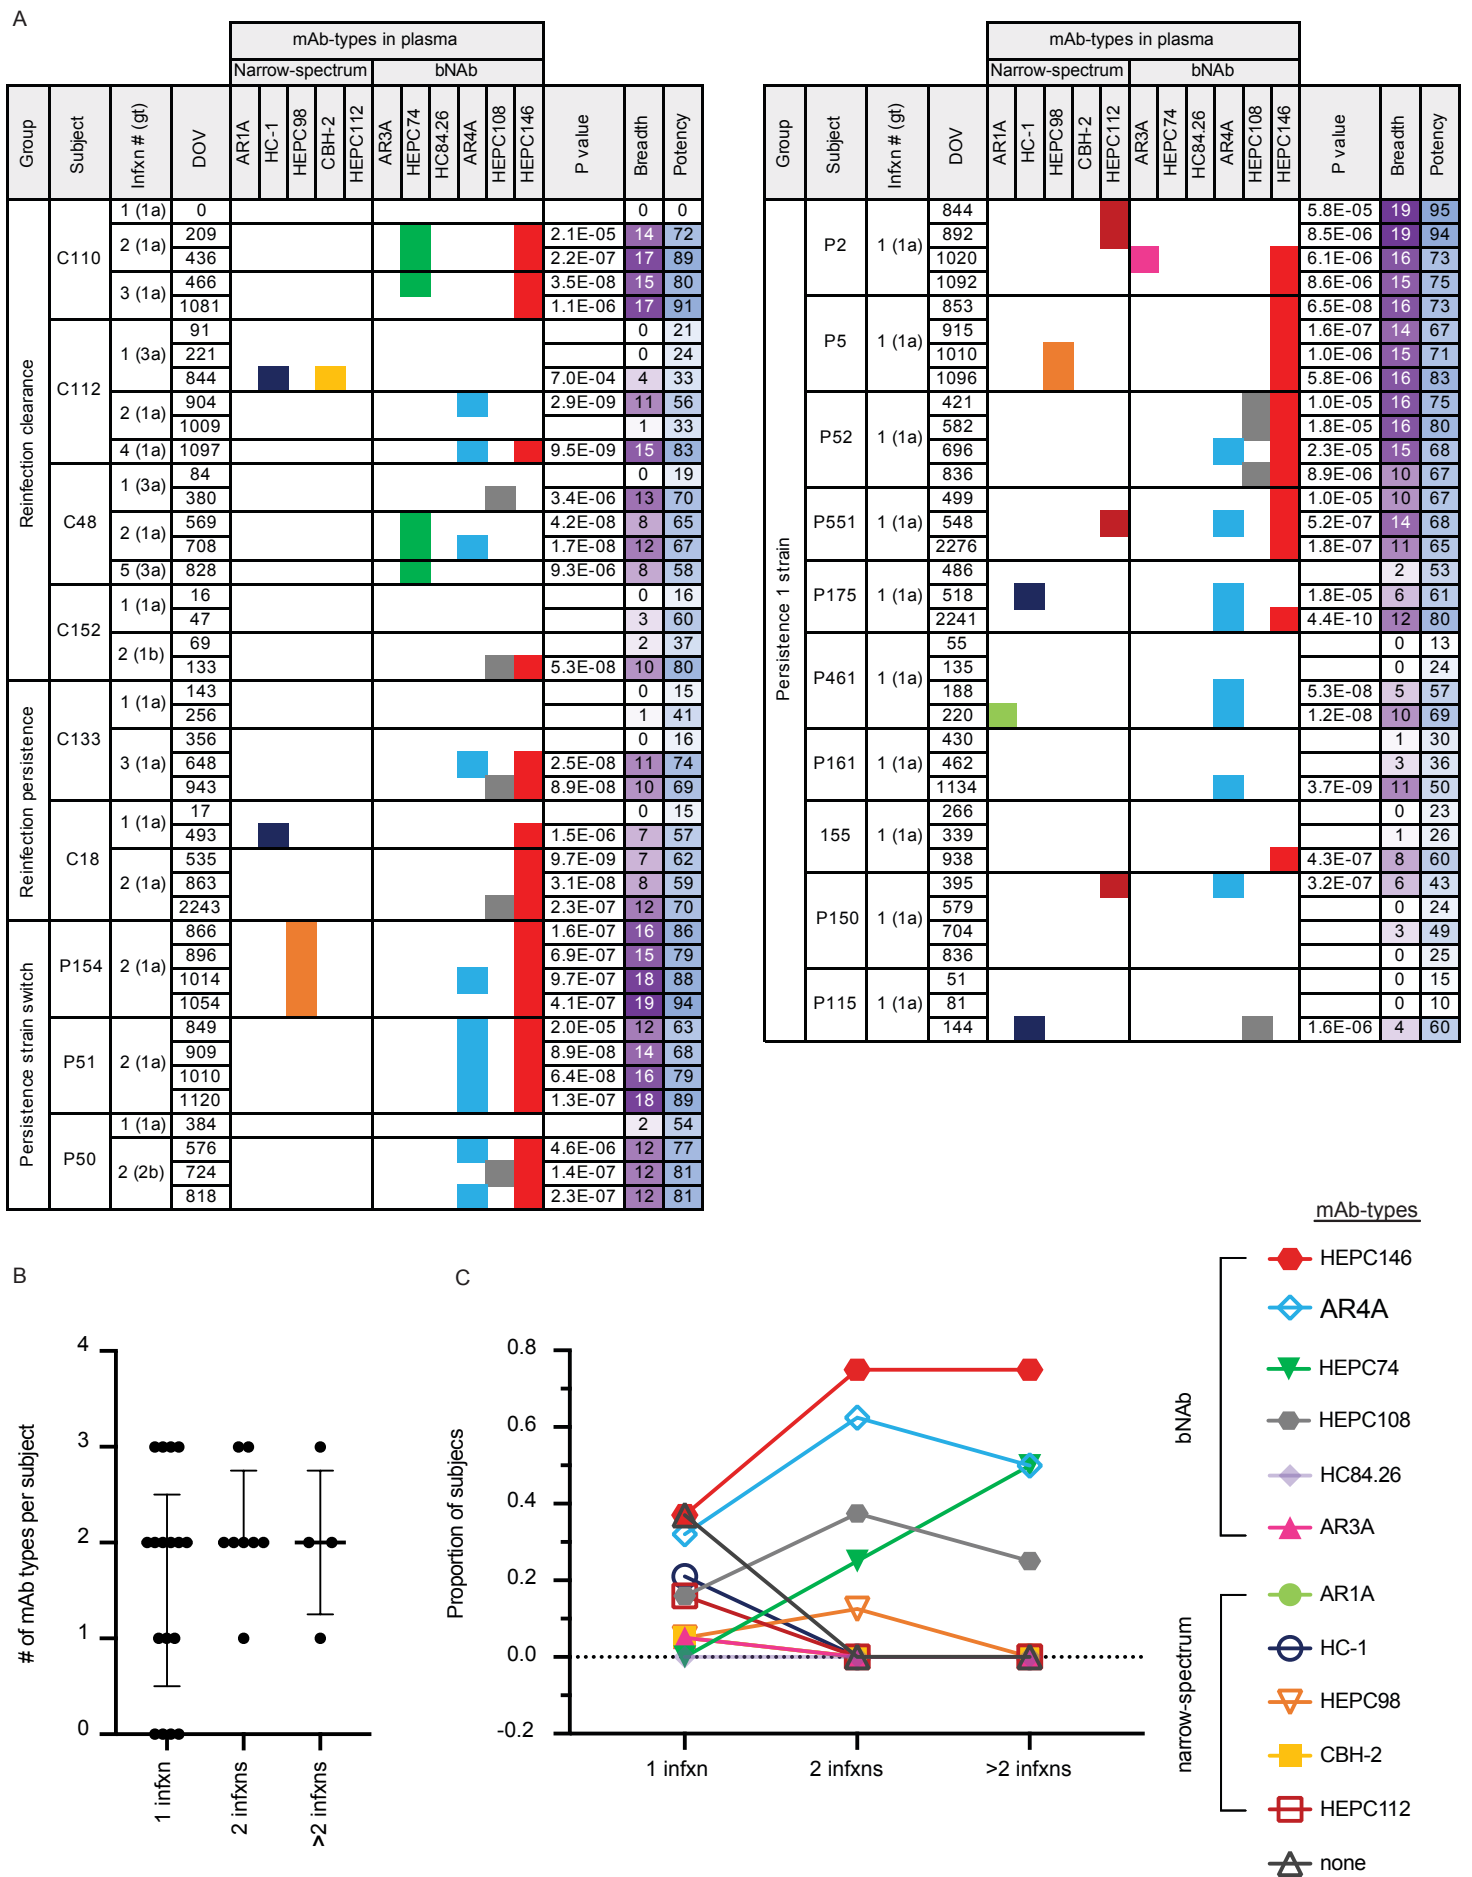 A
mAb-types in plasma
Narrow-spectrum bNAb
Group Subject Infxn # (gt) DOV AR1A HC-1 HEPC98 CBH-2 HEPC112 AR3A HEPC74 HC84.26 AR4A HEPC108 HEPC146 P value Breadth Potency
Reinfection clearance
C110
1 (1a) 0 0 0
2 (1a) 209 2.1E-05 14 72
436 2.2E-07 17 89
3 (1a) 466 3.5E-08 15 80
1081 1.1E-06 17 91
C112
1 (3a) 91 0 21
221 0 24
844 7.0E-04 4 33
2 (1a) 904 2.9E-09 11 56
1009 1 33
4 (1a) 1097 9.5E-09 15 83
C48
1 (3a) 84 0 19
380 3.4E-06 13 70
2 (1a) 569 4.2E-08 8 65
708 1.7E-08 12 67
5 (3a) 828 9.3E-06 8 58
C152
1 (1a) 16 0 16
47 3 60
2 (1b) 69 2 37
133 5.3E-08 10 80
Reinfection persistence
C133
1 (1a) 143 0 15
256 1 41
3 (1a) 356 0 16
648 2.5E-08 11 74
943 8.9E-08 10 69
C18
1 (1a) 17 0 15
493 1.5E-06 7 57
2 (1a) 535 9.7E-09 7 62
863 3.1E-08 8 59
2243 2.3E-07 12 70
Persistence strain switch
P154
2 (1a) 866 1.6E-07 16 86
896 6.9E-07 15 79
1014 9.7E-07 18 88
1054 4.1E-07 19 94
P51
2 (1a) 849 2.0E-05 12 63
909 8.9E-08 14 68
1010 6.4E-08 16 79
1120 1.3E-07 18 89
P50
1 (1a) 384 2 54
2 (2b) 576 4.6E-06 12 77
724 1.4E-07 12 81
818 2.3E-07 12 81
mAb-types in plasma
Narrow-spectrum bNAb
Group Subject Infxn # (gt) DOV AR1A HC-1 HEPC98 CBH-2 HEPC112 AR3A HEPC74 HC84.26 AR4A HEPC108 HEPC146 P value Breadth Potency
Persistence 1 strain
P2
1 (1a) 844 5.8E-05 19 95
892 8.5E-06 19 94
1020 6.1E-06 16 73
1092 8.6E-06 15 75
P5
1 (1a) 853 6.5E-08 16 73
915 1.6E-07 14 67
1010 1.0E-06 15 71
1096 5.8E-06 16 83
P52
1 (1a) 421 1.0E-05 16 75
582 1.8E-05 16 80
696 2.3E-05 15 68
836 8.9E-06 10 67
P551
1 (1a) 499 1.0E-05 10 67
548 5.2E-07 14 68
2276 1.8E-07 11 65
P175
1 (1a) 486 2 53
518 1.8E-05 6 61
2241 4.4E-10 12 80
P461
1 (1a) 55 0 13
135 0 24
188 5.3E-08 5 57
220 1.2E-08 10 69
P161
1 (1a) 430 1 30
462 3 36
1134 3.7E-09 11 50
155
1 (1a) 266 0 23
339 1 26
938 4.3E-07 8 60
P150
1 (1a) 395 3.2E-07 6 43
579 0 24
704 3 49
836 0 25
P115
1 (1a) 51 0 15
81 0 10
144 1.6E-06 4 60
B
# of mAb types per subject
4
3
2
1
0
1 infxn
2 infxns
>2 infxns
C
Proportion of subjecs
0.8
0.6
0.4
0.2
0.0
-0.2
1 infxn
2 infxns
>2 infxns
mAb-types
bNAb
HEPC146
AR4A
HEPC74
HEPC108
HC84.26
AR3A
narrow-spectrum
AR1A
HC-1
HEPC98
CBH-2
HEPC112
none